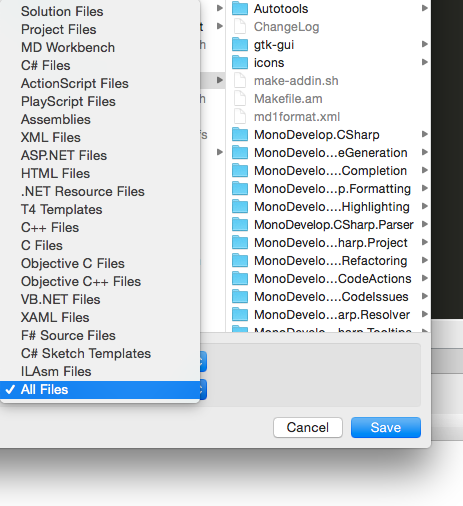 Solution Files
Project Files
MD Workbench
C# Files
ActionScript Files
PlayScript Files
Assemblies
XML Files
ASP.NET Files
HTML Files
.NET Resource Files
T4 Templates
C++ Files
C Files
Objective C Files
Objective C++ Files
VB.NET Files
XAML Files
F# Source Files
C# Sketch Templates
ILAsm Files
All Files
Autotools
ChangeLog
gtk-gui
icons
make-addin.sh
Makefile.am
md1format.xml
MonoDevelop.CSharp
MonoDevelo...eGeneration
MonoDevelo....Completion
MonoDevelo...p.Formatting
MonoDevelo....Highlighting
MonoDevelop.CSharp.Parser
MonoDevelo...harp.Project
MonoDevelo....Refactoring
MonoDevelo...CodeActions
MonoDevelo...CodeIssues
MonoDevelo...arp.Resolver
MonoDevelo...harp.Tooltips
Cancel
Save